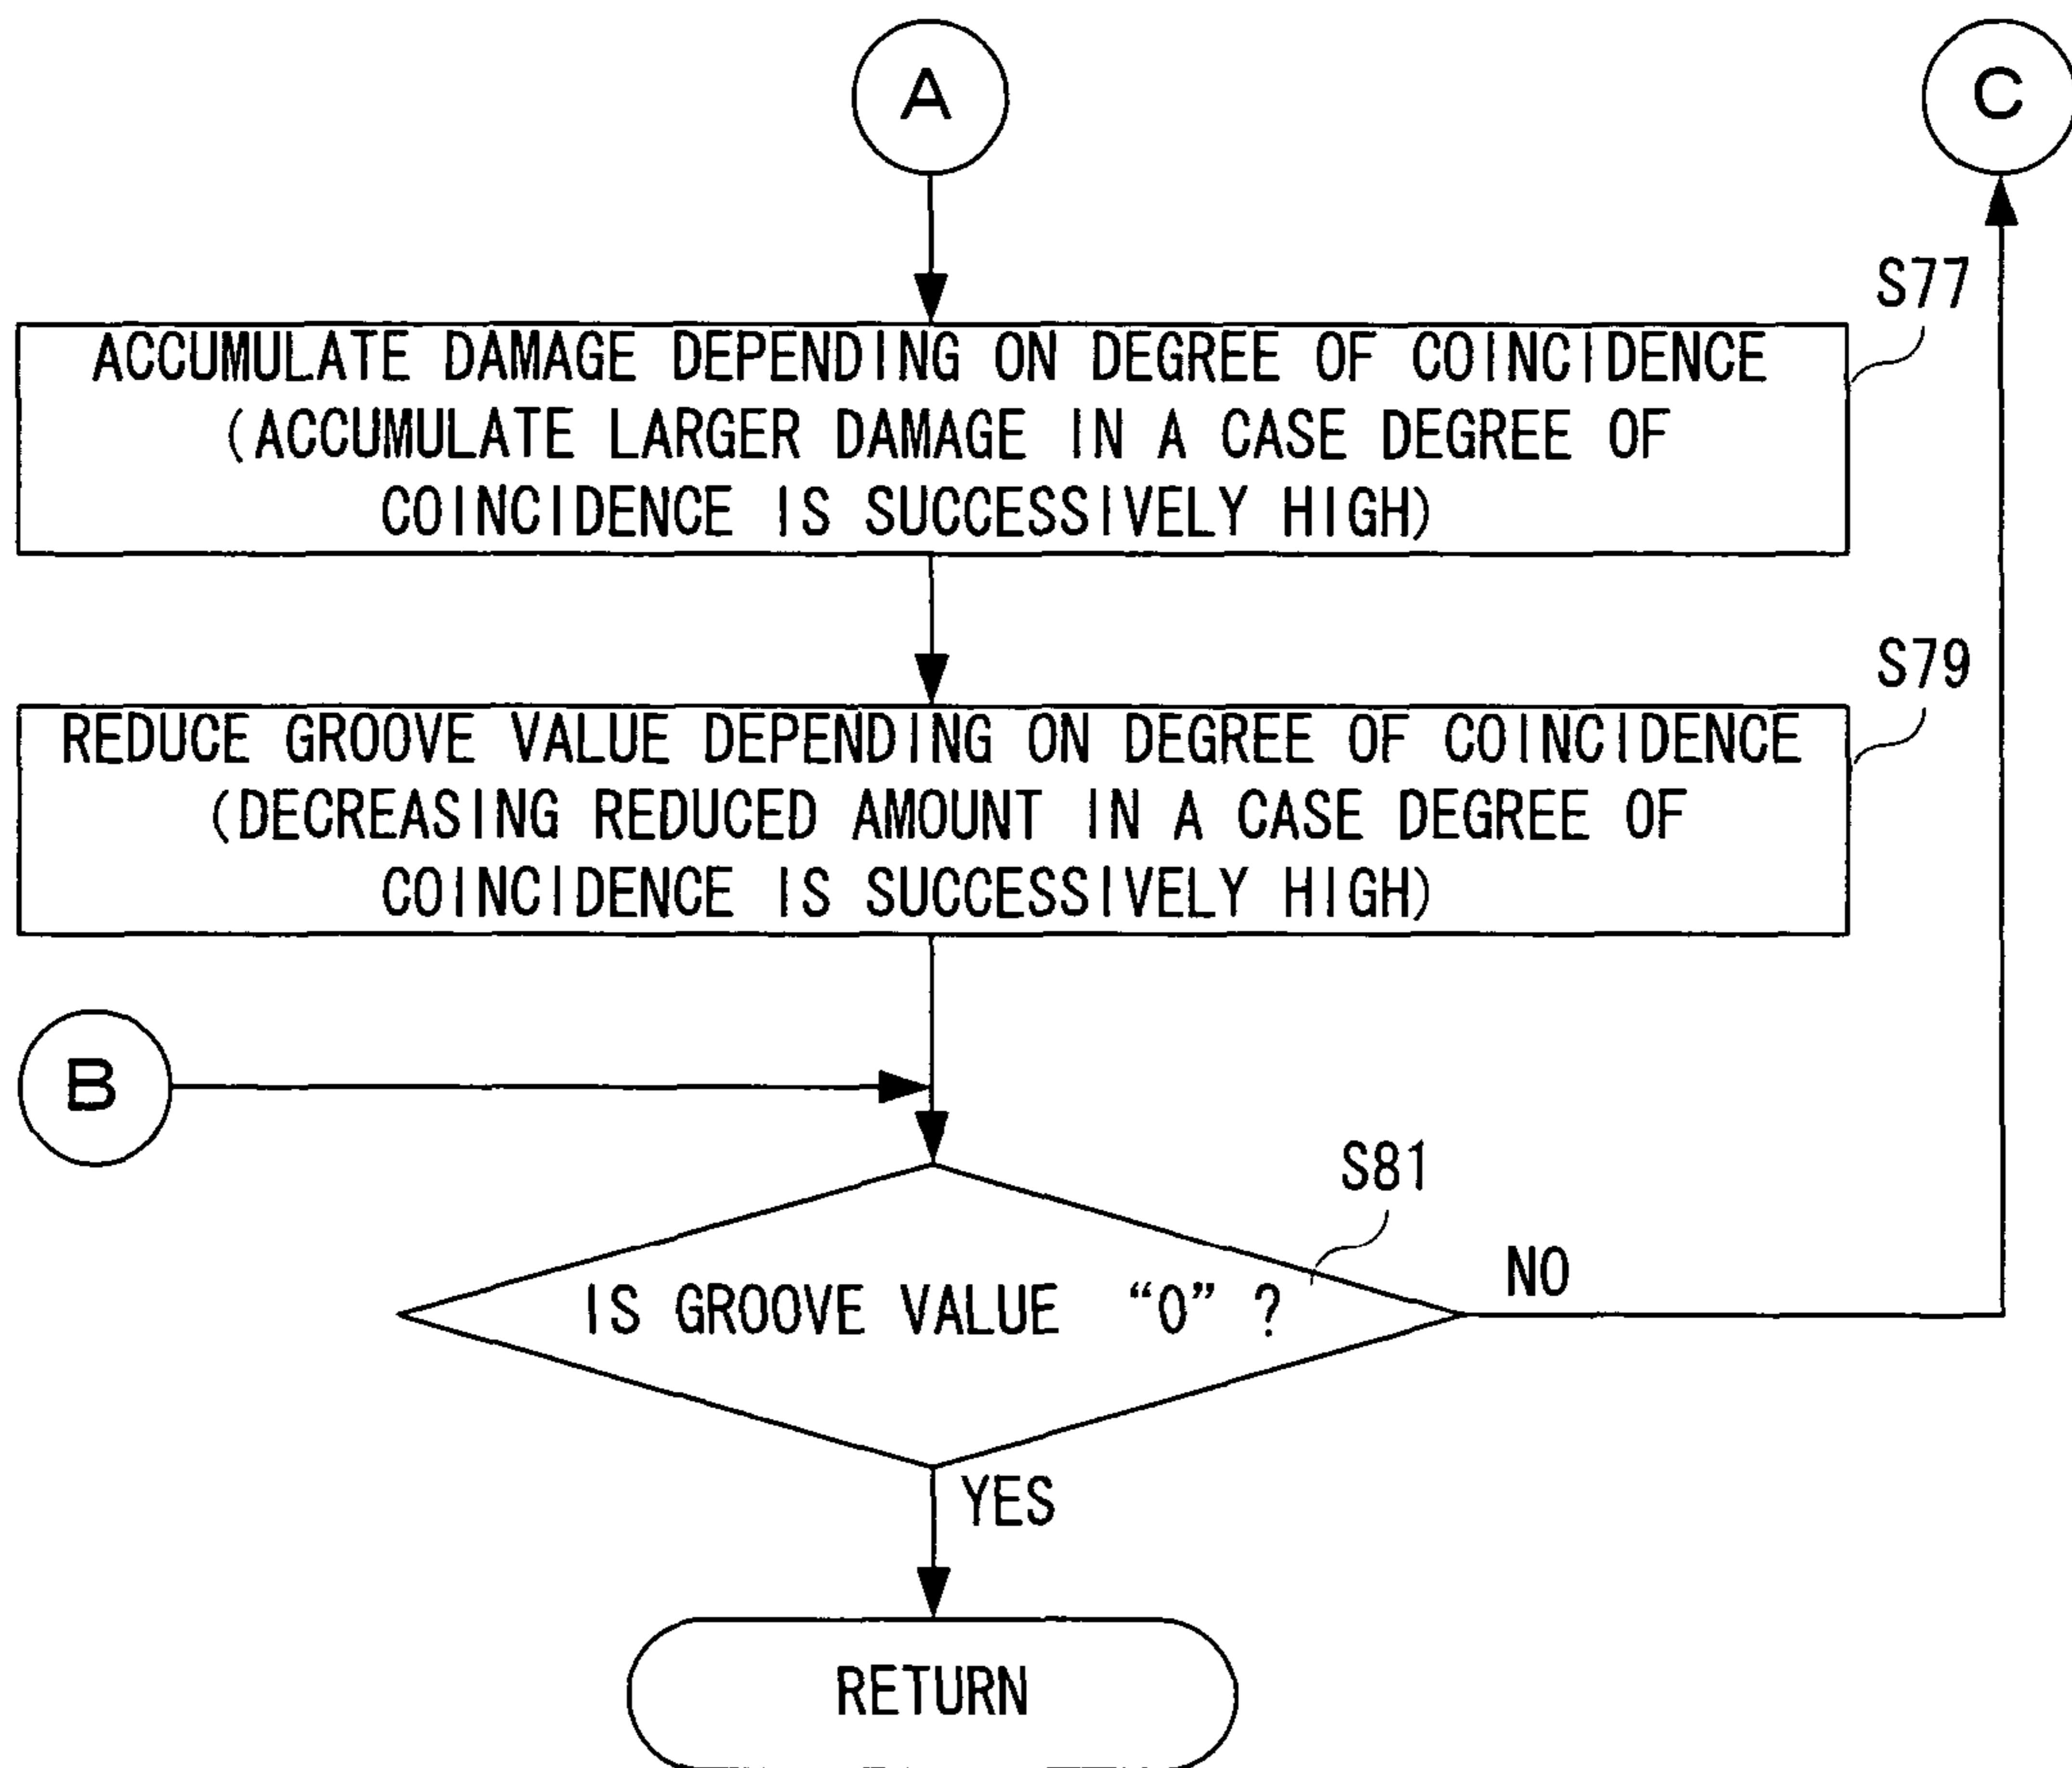 A
C
S77
ACCUMULATE DAMAGE DEPENDING ON DEGREE OF COINCIDENCE
(ACCUMULATE LARGER DAMAGE IN A CASE DEGREE OF
COINCIDENCE IS SUCCESSIVELY HIGH)
S79
REDUCE GROOVE VALUE DEPENDING ON DEGREE OF COINCIDENCE
(DECREASING REDUCED AMOUNT IN A CASE DEGREE OF
COINCIDENCE IS SUCCESSIVELY HIGH)
B
S81
IS GROOVE VALUE “0” ?
NO
YES
RETURN